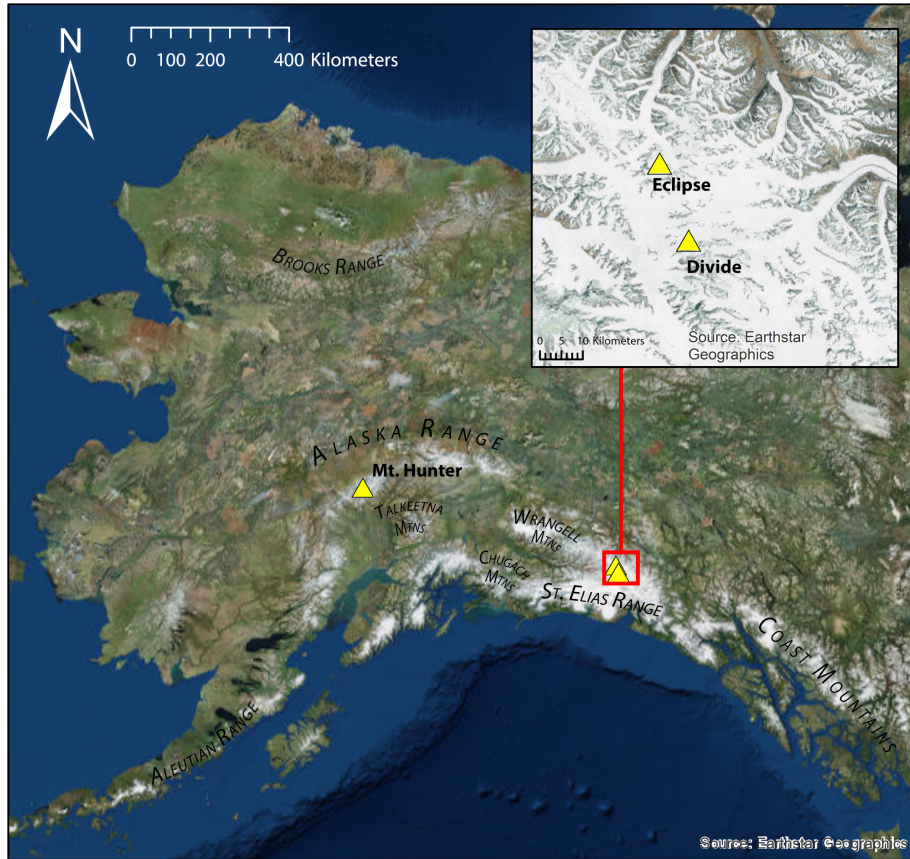 N
0 100 200 400 Kilometers
Eclipse
Divide
0 5 10 Kilometers
Source: Earthstar
Geographics
BROOKS RANGE
ALASKA RANGE
Mt. Hunter
TALKEETNA
MTNS
WRANGELL
MTNS
CHUGACH
MTNS
ST. ELIAS RANGE
COAST MOUNTAINS
ALEUTIAN RANGE
Source: Earthstar Geographics